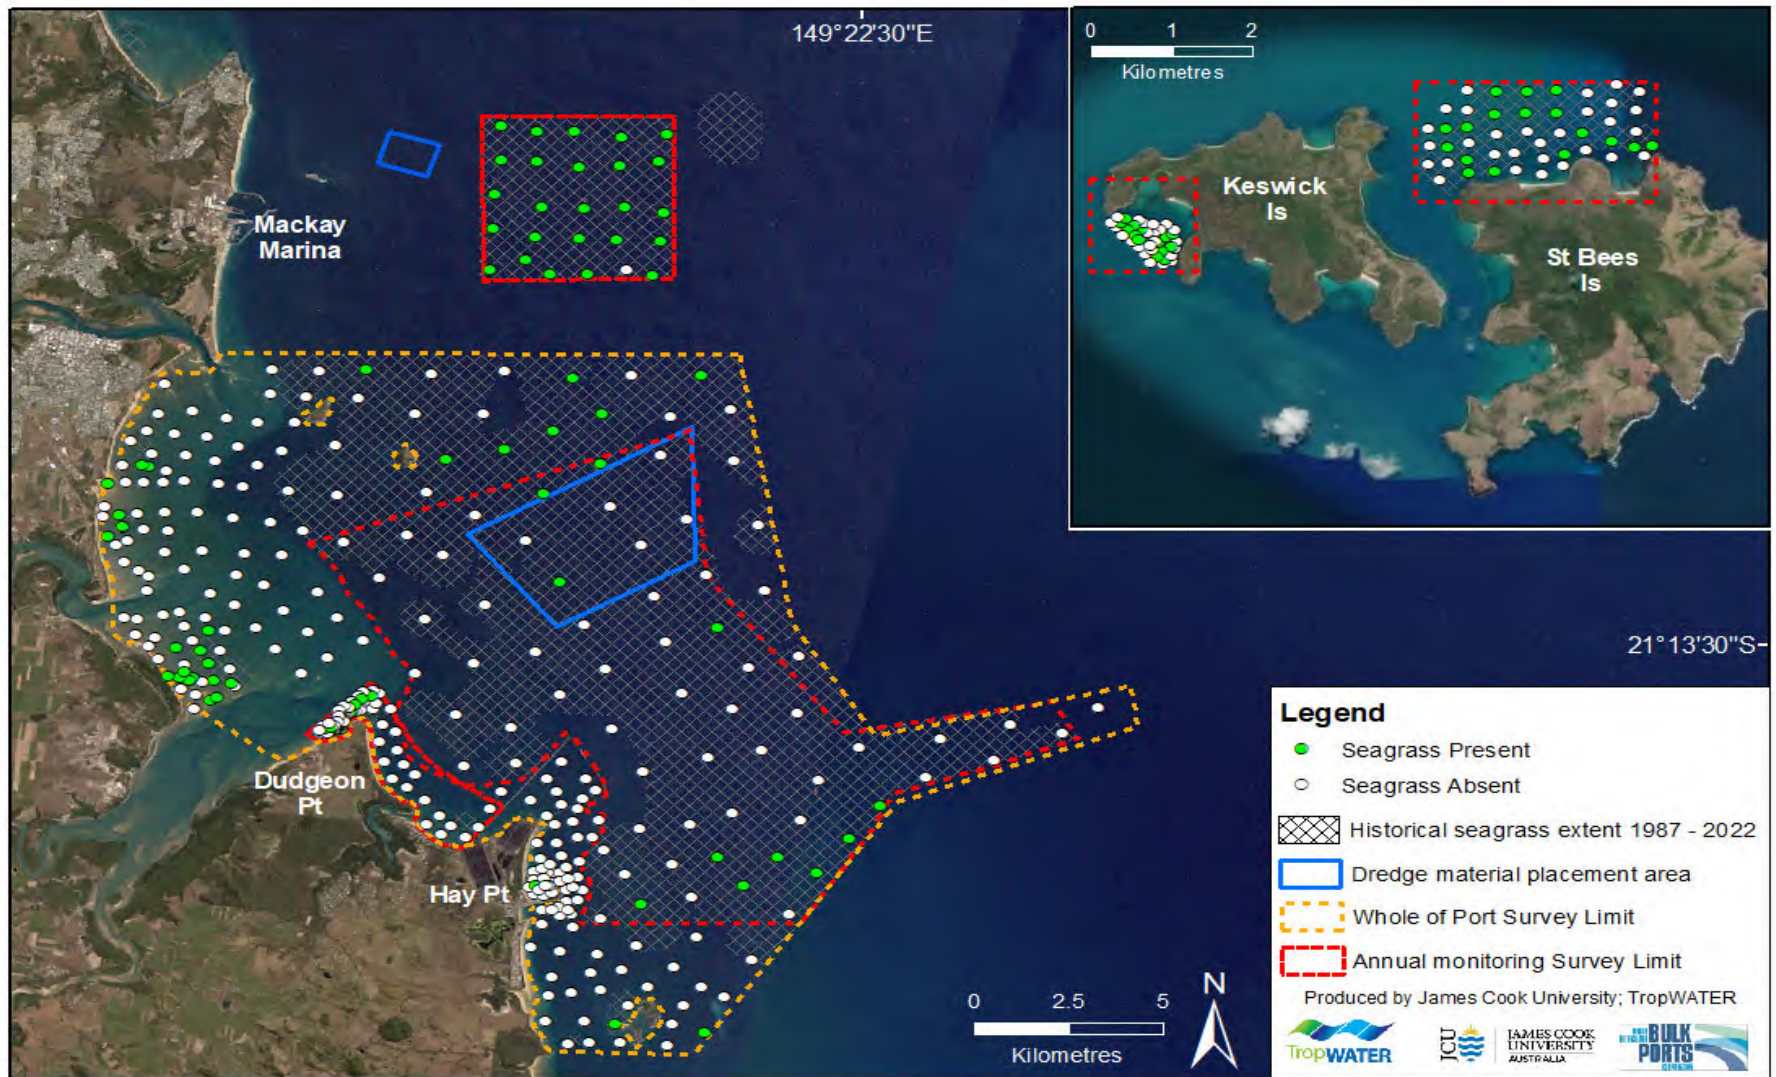 149°22'30"E
Mackay
Marina
21°13'30"S
Dudgeon
Pt
Hay Pt
0 2.5 5
Kilometres
N
0 1 2
Kilometres
Keswick
Is
St Bees
Is
Legend
Seagrass Present
Seagrass Absent
Historical seagrass extent 1987 - 2022
Dredge material placement area
Whole of Port Survey Limit
Annual monitoring Survey Limit
Produced by James Cook University; TropWATER
TropWATER
JCU
JAMES COOK
UNIVERSITY
AUSTRALIA
BULK
PORTS